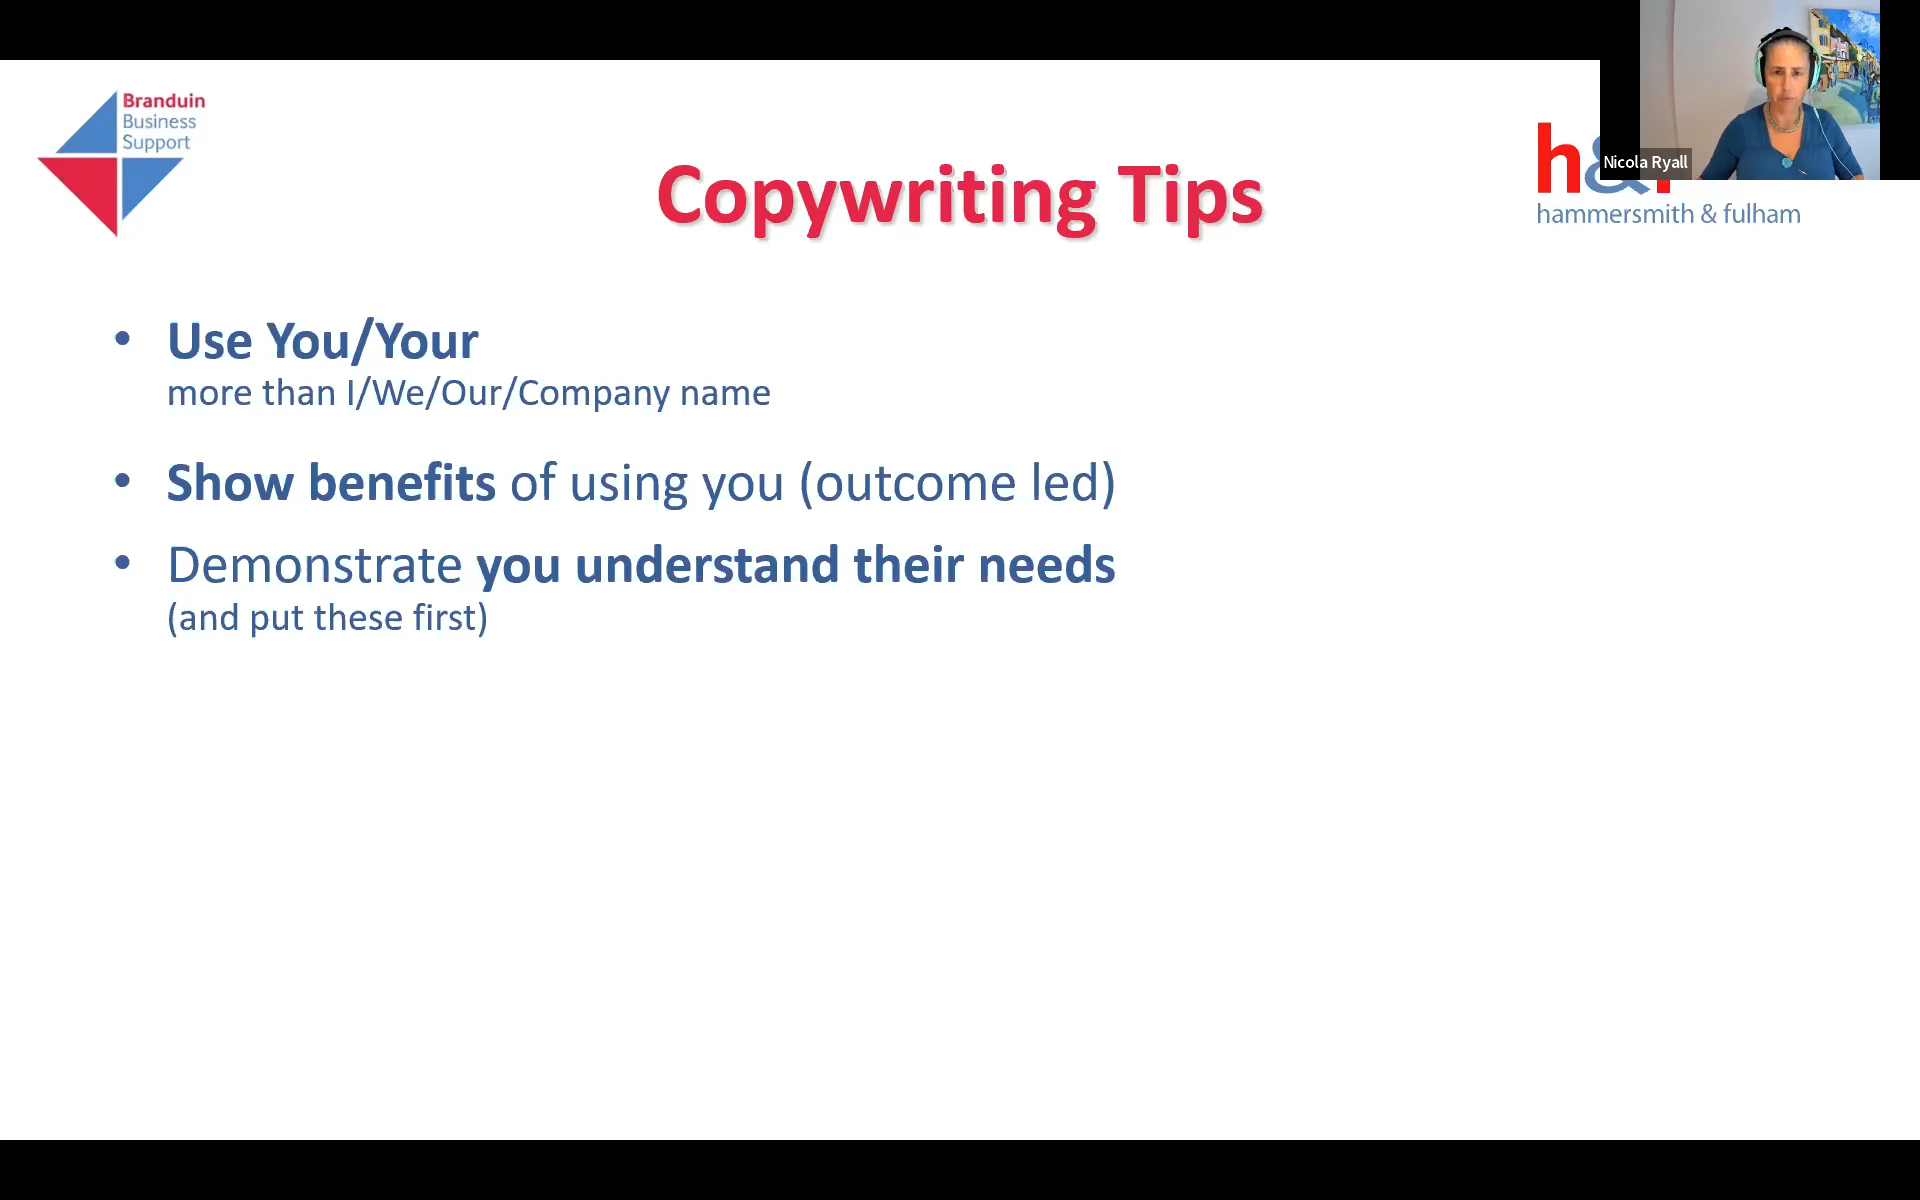 Branduin
Business
Support
Nicola Ryall
h&f
hammersmith & fulham
Copywriting Tips
• Use You/Your
more than I/We/Our/Company name
• Show benefits of using you (outcome led)
• Demonstrate you understand their needs
(and put these first)